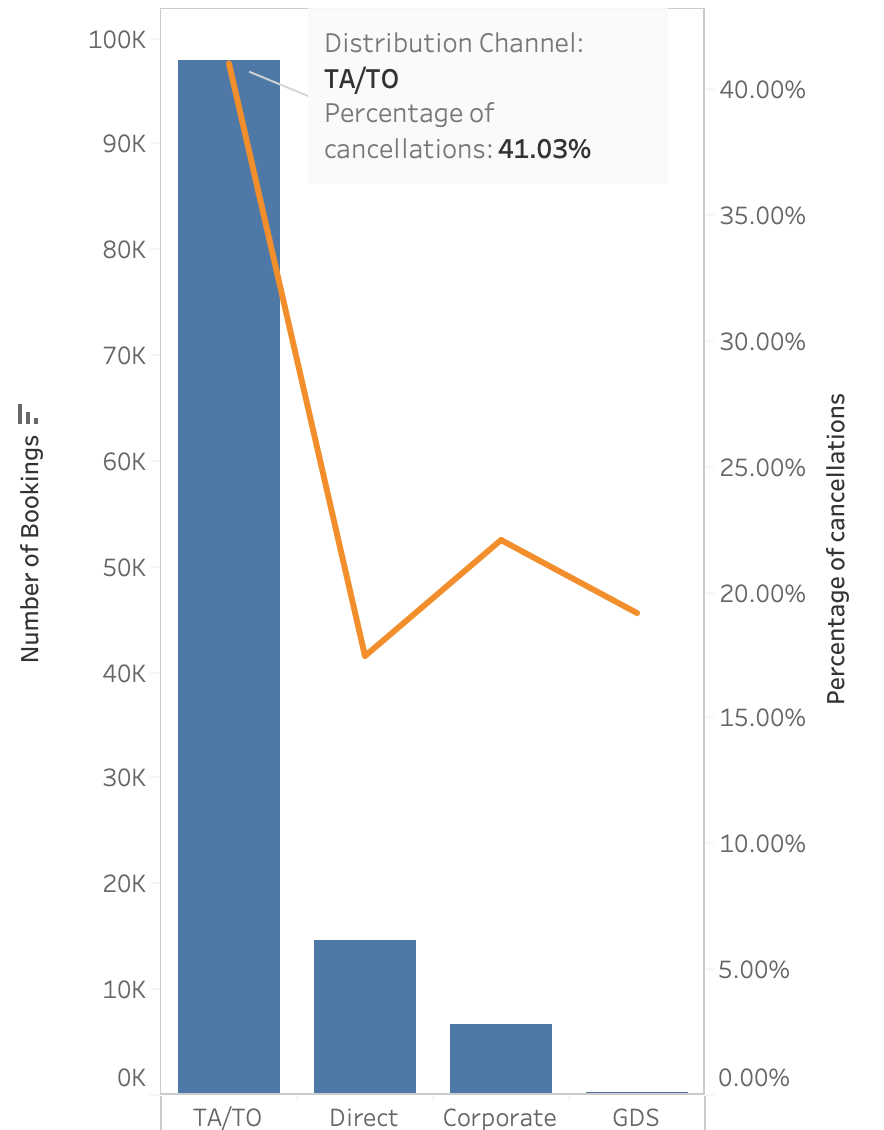 Number of Bookings
100K
90K
80K
70K
60K
50K
40K
30K
20K
10K
0K
Distribution Channel:
TA/TO
Percentage of
cancellations: 41.03%
40.00%
35.00%
30.00%
25.00%
20.00%
15.00%
10.00%
5.00%
0.00%
Percentage of cancellations
TA/TO Direct Corporate GDS